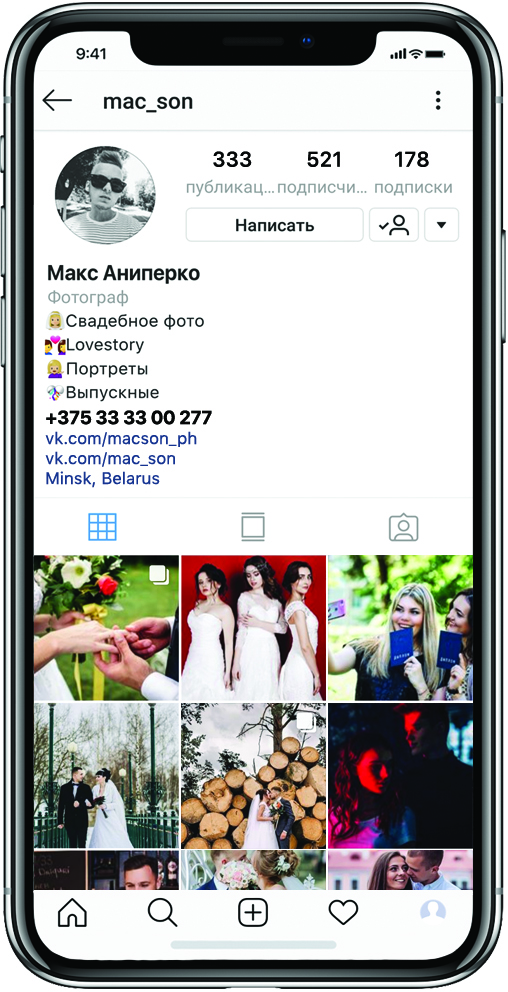 9:41
mac_son
333 521 178
публикац... подписчи... подписки
Написать
Макс Аниперко
Фотограф
Свадебное фото
Lovestory
Портреты
Выпускные
+375 33 33 00 277
vk.com/macson_ph
vk.com/mac_son
Minsk, Belarus